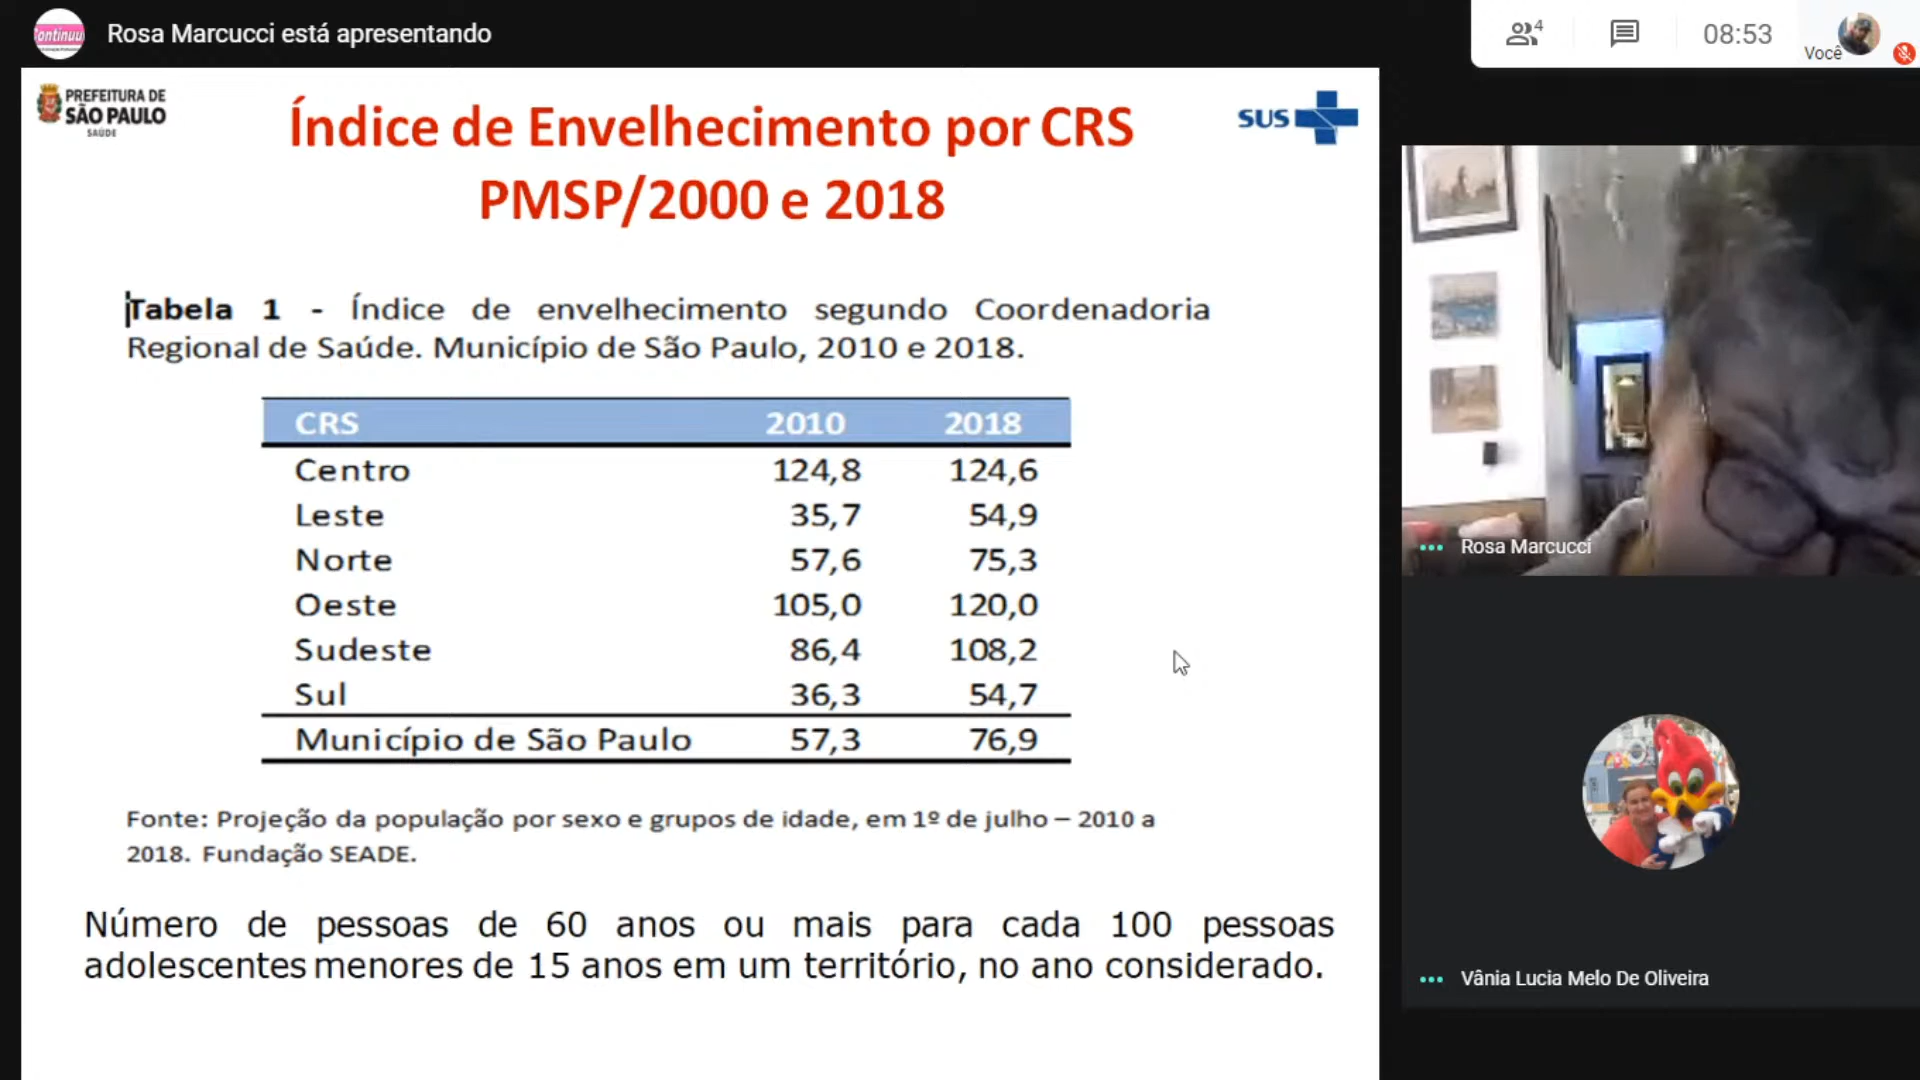 Rosa Marcucci está apresentando
4
08:53
Você
PREFEITURA DE
SÃO PAULO
SAÚDE
SUS
Índice de Envelhecimento por CRS
PMSP/2000 e 2018
Tabela 1 - Índice de envelhecimento segundo Coordenadoria
Regional de Saúde. Município de São Paulo, 2010 e 2018.
CRS 2010 2018
Centro 124,8 124,6
Leste 35,7 54,9
Norte 57,6 75,3
Oeste 105,0 120,0
Sudeste 86,4 108,2
Sul 36,3 54,7
Município de São Paulo 57,3 76,9
Fonte: Projeção da população por sexo e grupos de idade, em 1º de julho – 2010 a
2018. Fundação SEADE.
Número de pessoas de 60 anos ou mais para cada 100 pessoas
adolescentes menores de 15 anos em um território, no ano considerado.
Rosa Marcucci
Vânia Lucia Melo De Oliveira